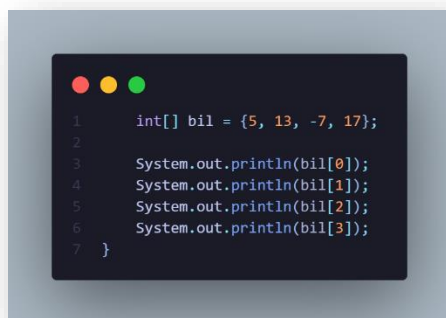 1 int[] bil = {5, 13, -7, 17};
2
3 System.out.println(bil[0]);
4 System.out.println(bil[1]);
5 System.out.println(bil[2]);
6 System.out.println(bil[3]);
7 }